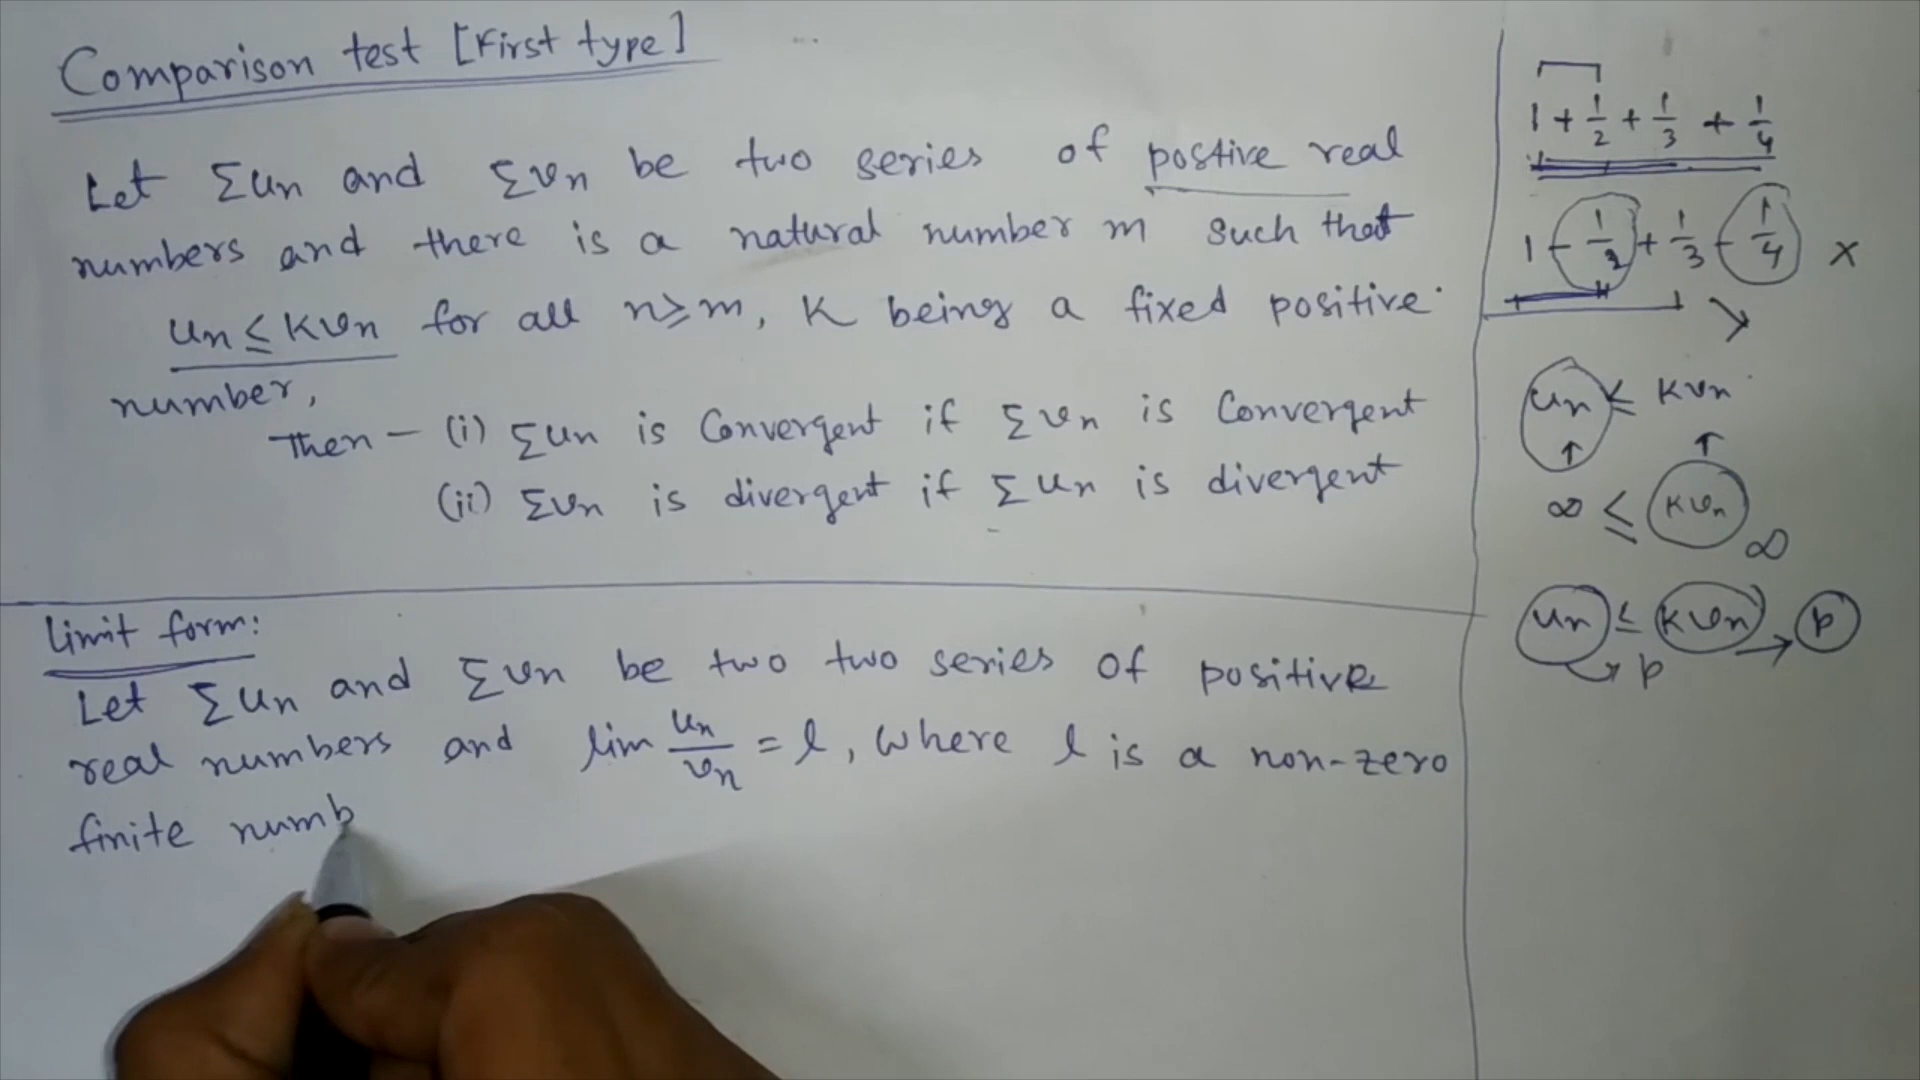 Comparison test [First type]
Let Σun and Σvn be two series of postive real
numbers and there is a natural number m such that
un ≤ kvn for all n ≥ m, K being a fixed positive
number,
Then — (i) Σun is Convergent if Σvn is Convergent
(ii) Σvn is divergent if Σun is divergent
Limit form:
Let Σun and Σvn be two two series of positive
real numbers and lim un/vn = l, where l is a non-zero
finite numb
1 + 1/2 + 1/3 + 1/4
1 - 1/2 + 1/3 - 1/4 ×
un ≤ kvn
↑ ↑
∞ ≤ kvn
∞
un ≤ kvn → p
p